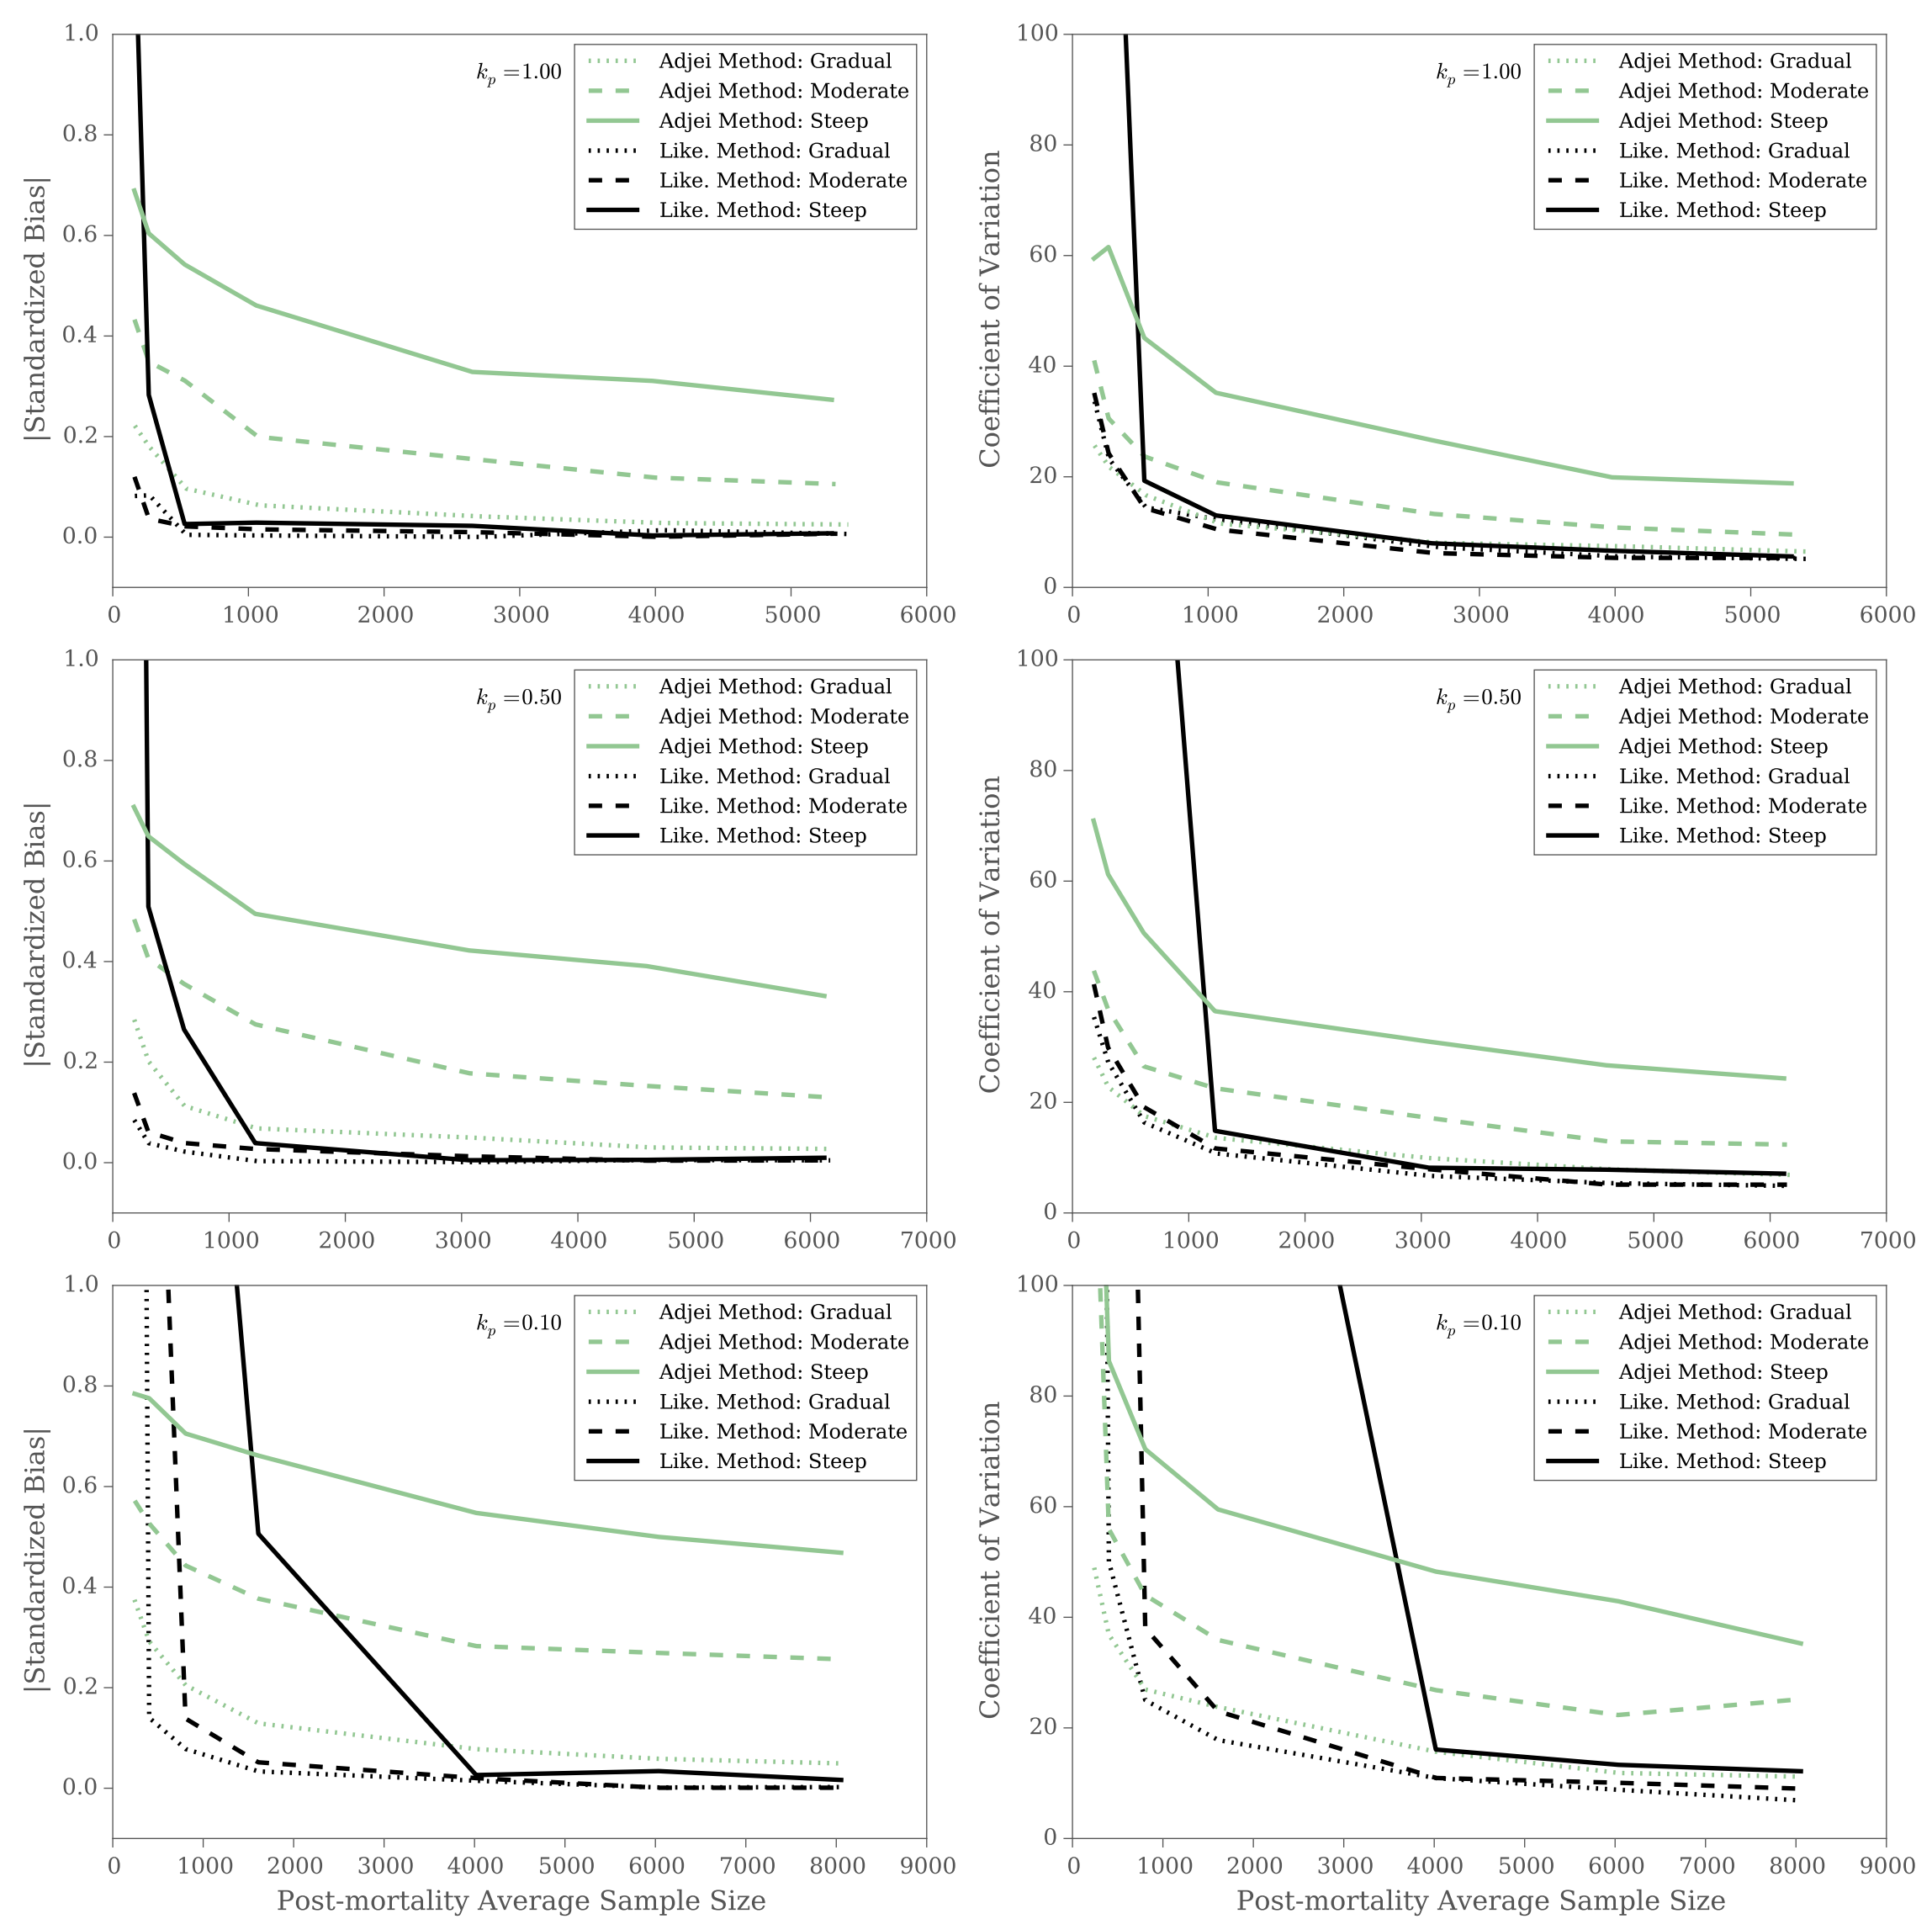 |Standardized Bias|
1.0
0.8
0.6
0.4
0.2
0.0
k_p =1.00
Adjei Method: Gradual
Adjei Method: Moderate
Adjei Method: Steep
Like. Method: Gradual
Like. Method: Moderate
Like. Method: Steep
0 1000 2000 3000 4000 5000 6000
Coefficient of Variation
100
80
60
40
20
0
k_p =1.00
Adjei Method: Gradual
Adjei Method: Moderate
Adjei Method: Steep
Like. Method: Gradual
Like. Method: Moderate
Like. Method: Steep
0 1000 2000 3000 4000 5000 6000
|Standardized Bias|
1.0
0.8
0.6
0.4
0.2
0.0
k_p =0.50
Adjei Method: Gradual
Adjei Method: Moderate
Adjei Method: Steep
Like. Method: Gradual
Like. Method: Moderate
Like. Method: Steep
0 1000 2000 3000 4000 5000 6000 7000
Coefficient of Variation
100
80
60
40
20
0
k_p =0.50
Adjei Method: Gradual
Adjei Method: Moderate
Adjei Method: Steep
Like. Method: Gradual
Like. Method: Moderate
Like. Method: Steep
0 1000 2000 3000 4000 5000 6000 7000
|Standardized Bias|
1.0
0.8
0.6
0.4
0.2
0.0
k_p =0.10
Adjei Method: Gradual
Adjei Method: Moderate
Adjei Method: Steep
Like. Method: Gradual
Like. Method: Moderate
Like. Method: Steep
0 1000 2000 3000 4000 5000 6000 7000 8000 9000
Post-mortality Average Sample Size
Coefficient of Variation
100
80
60
40
20
0
k_p =0.10
Adjei Method: Gradual
Adjei Method: Moderate
Adjei Method: Steep
Like. Method: Gradual
Like. Method: Moderate
Like. Method: Steep
0 1000 2000 3000 4000 5000 6000 7000 8000 9000
Post-mortality Average Sample Size